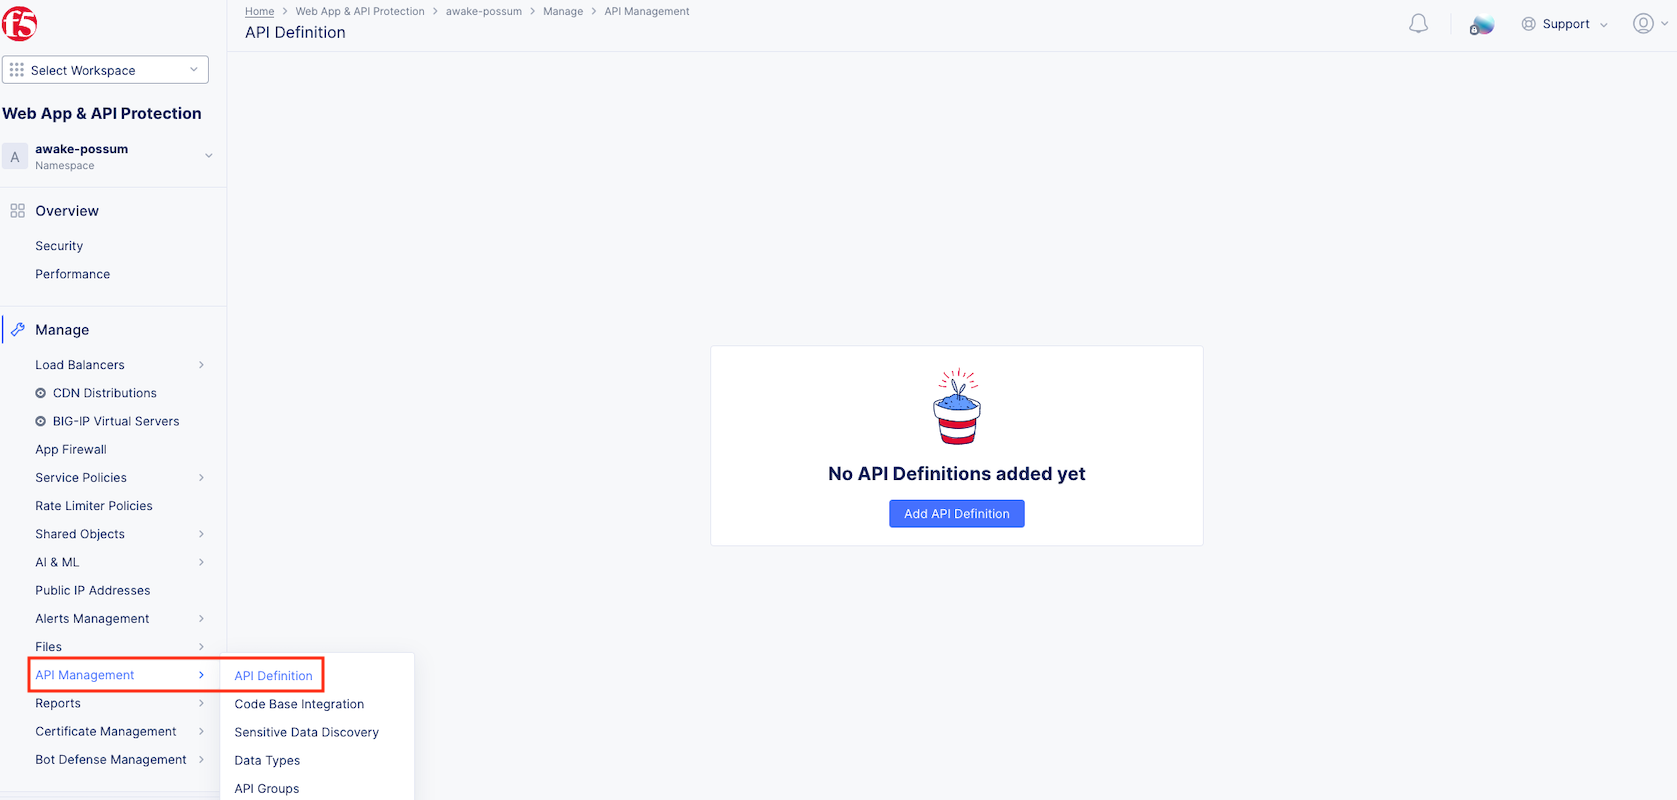 f5
Home > Web App & API Protection > awake-possum > Manage > API Management
API Definition
Support
Select Workspace
Web App & API Protection
A
awake-possum
Namespace
Overview
Security
Performance
Manage
Load Balancers
CDN Distributions
BIG-IP Virtual Servers
App Firewall
Service Policies
Rate Limiter Policies
Shared Objects
AI & ML
Public IP Addresses
Alerts Management
Files
API Management
Reports
Certificate Management
Bot Defense Management
API Definition
Code Base Integration
Sensitive Data Discovery
Data Types
API Groups
No API Definitions added yet
Add API Definition